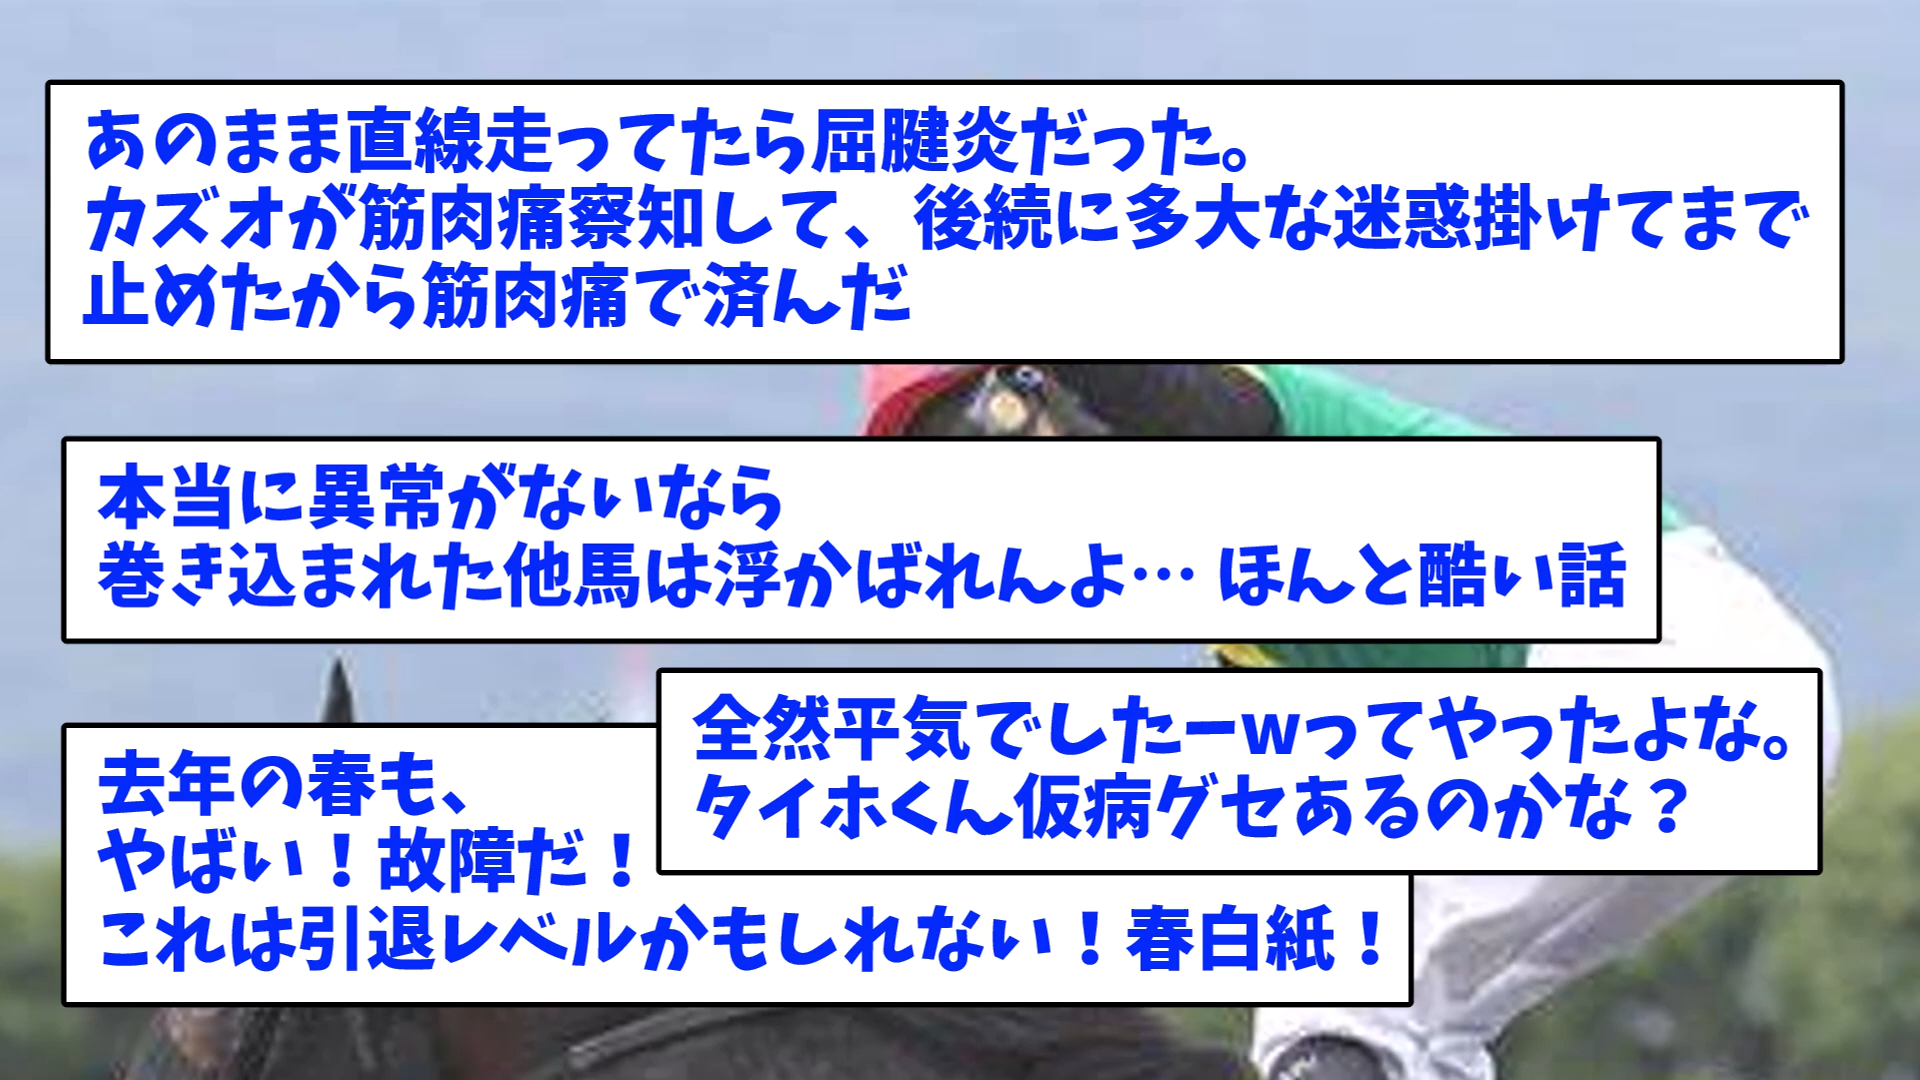 あのまま直線走ってたら屈腱炎だった。
カズオが筋肉痛察知して、後続に多大な迷惑掛けてまで
止めたから筋肉痛で済んだ
本当に異常がないなら
巻き込まれた他馬は浮かばれんよ… ほんと酷い話
去年の春も、
やばい！故障だ！
これは引退レベルかもしれない！春白紙！
全然平気でしたーwってやったよな。
タイホくん仮病グセあるのかな？